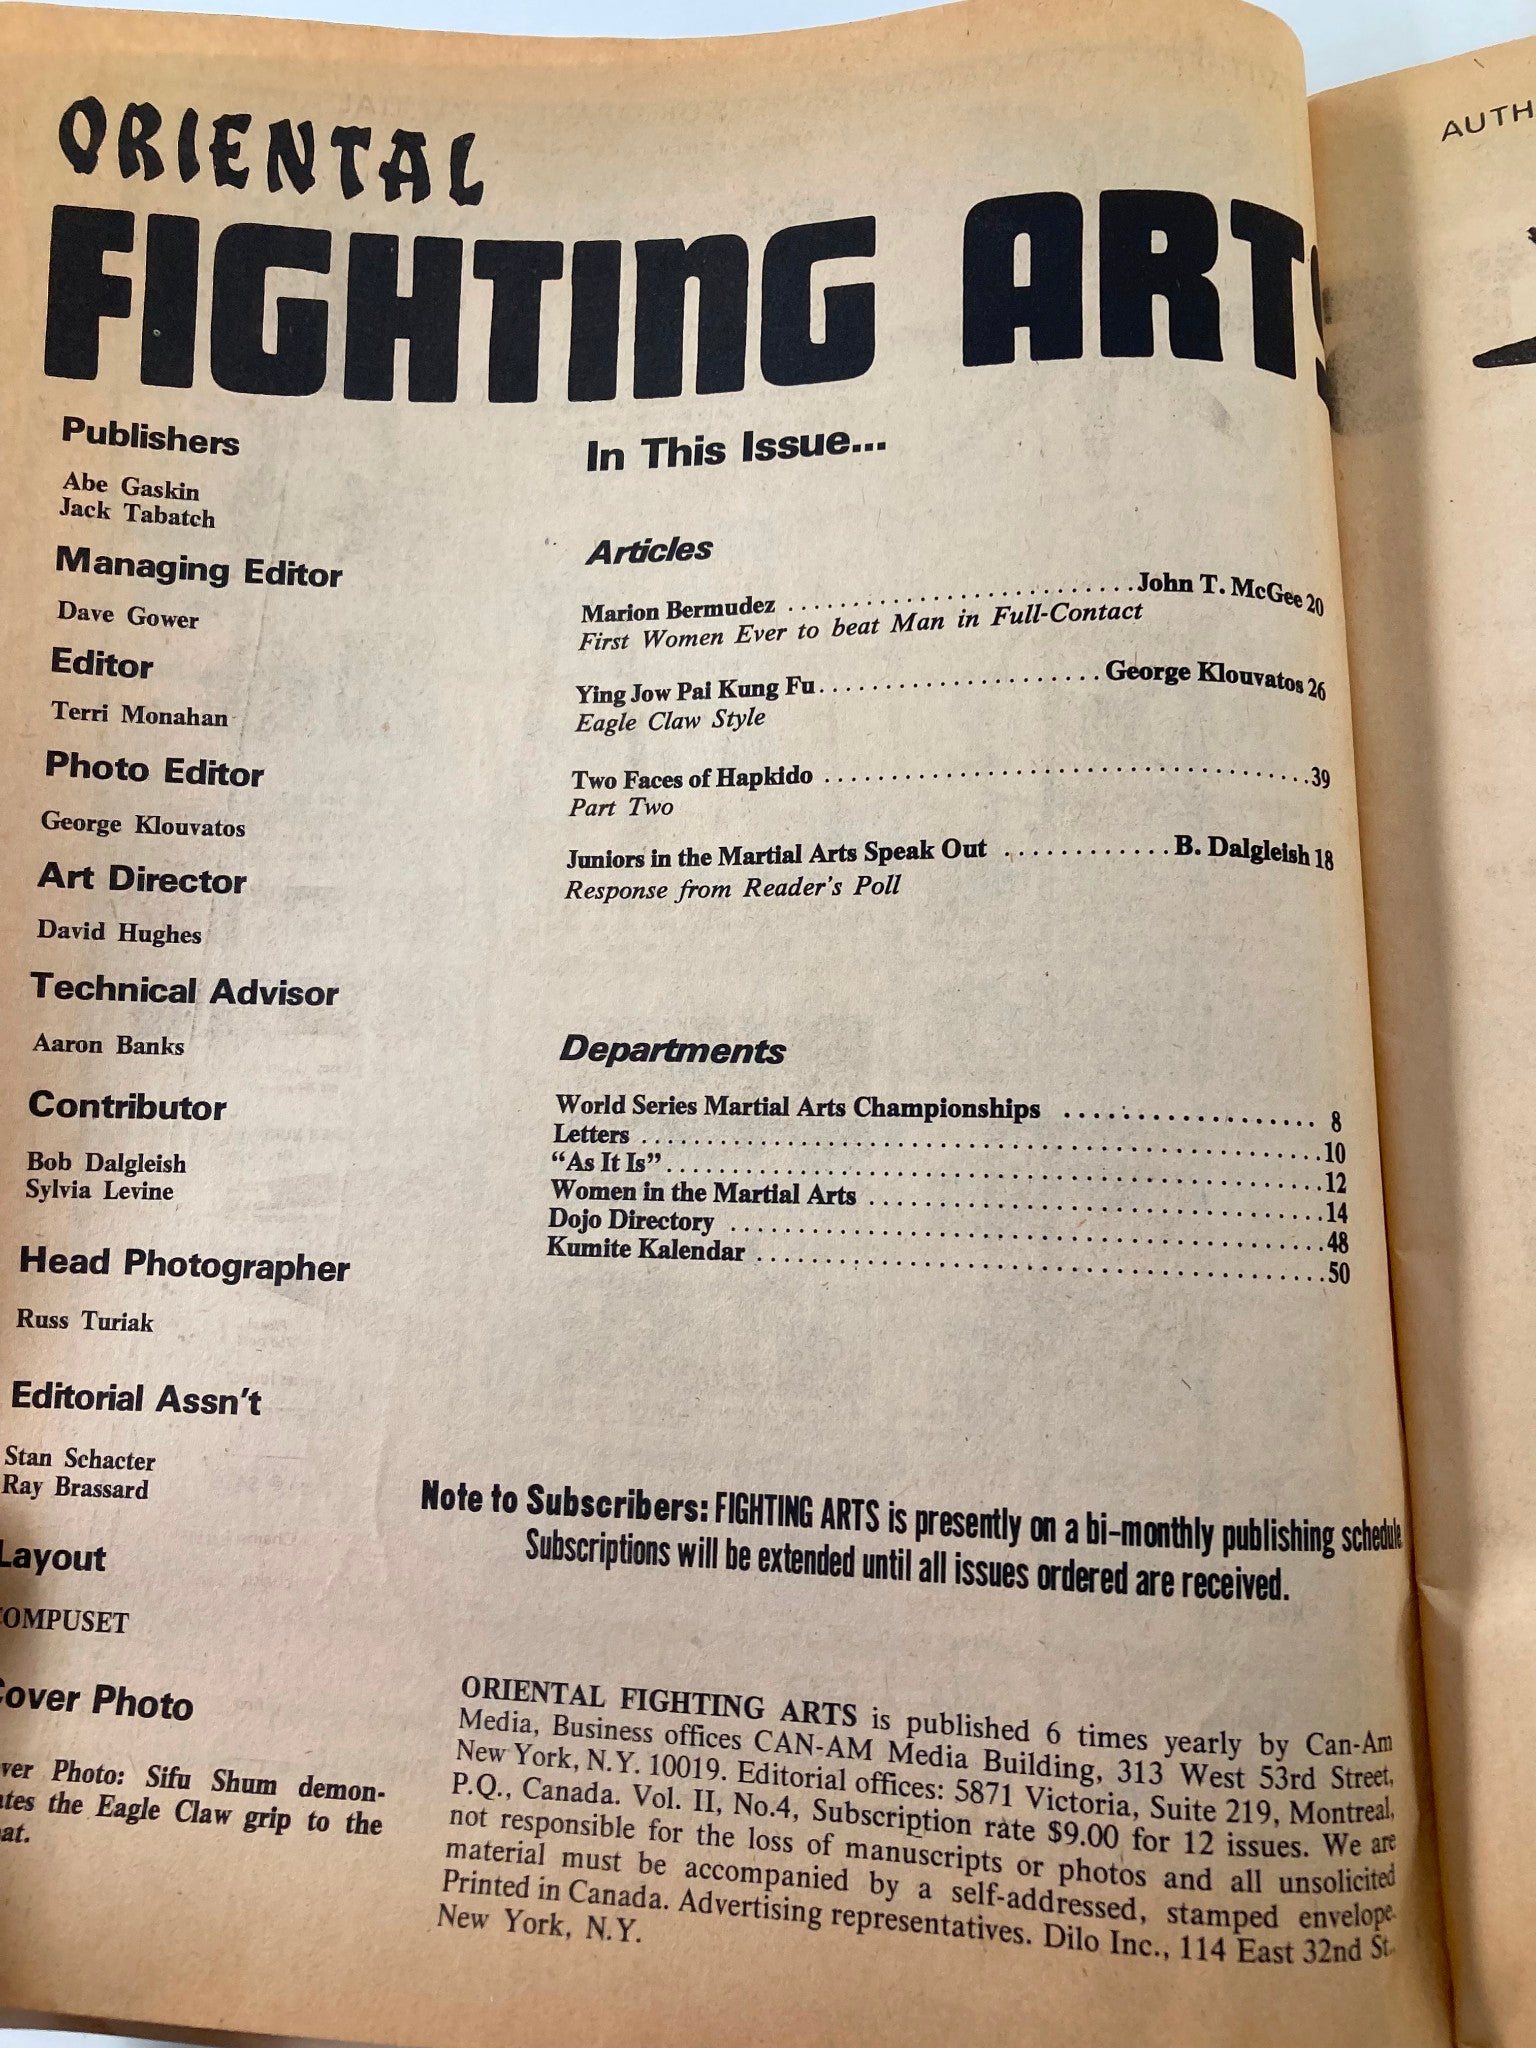 ORIENTAL
FIGHTING ARTS
Publishers
Abe Gaskin
Jack Tabatch
Managing Editor
Dave Gower
Editor
Terri Monahan
Photo Editor
George Klouvatos
Art Director
David Hughes
Technical Advisor
Aaron Banks
Contributor
Bob Dalgleish
Sylvia Levine
Head Photographer
Russ Turiak
Editorial Assn't
Stan Schacter
Ray Brassard
Layout
COMPUSET
Cover Photo
ver Photo: Sifu Shum demon-
ates the Eagle Claw grip to the
oat.
In This Issue...
Articles
Marion Bermudez ........................... John T. McGee 20
First Women Ever to beat Man in Full-Contact
Ying Jow Pai Kung Fu ...................... George Klouvatos 26
Eagle Claw Style
Two Faces of Hapkido ..................................... 39
Part Two
Juniors in the Martial Arts Speak Out ............ B. Dalgleish 18
Response from Reader's Poll
Departments
World Series Martial Arts Championships .................. 8
Letters .................................................... 10
"As It Is" .................................................. 12
Women in the Martial Arts .................................. 14
Dojo Directory ............................................. 48
Kumite Kalendar ............................................ 50
Note to Subscribers: FIGHTING ARTS is presently on a bi-monthly publishing schedule
Subscriptions will be extended until all issues ordered are received.
ORIENTAL FIGHTING ARTS is published 6 times yearly by Can-Am
Media, Business offices CAN-AM Media Building, 313 West 53rd Street,
New York, N.Y. 10019. Editorial offices: 5871 Victoria, Suite 219, Montreal,
P.Q., Canada. Vol. II, No.4, Subscription rate $9.00 for 12 issues. We are
not responsible for the loss of manuscripts or photos and all unsolicited
material must be accompanied by a self-addressed, stamped envelope.
Printed in Canada. Advertising representatives. Dilo Inc., 114 East 32nd St.
New York, N.Y.
AUTH